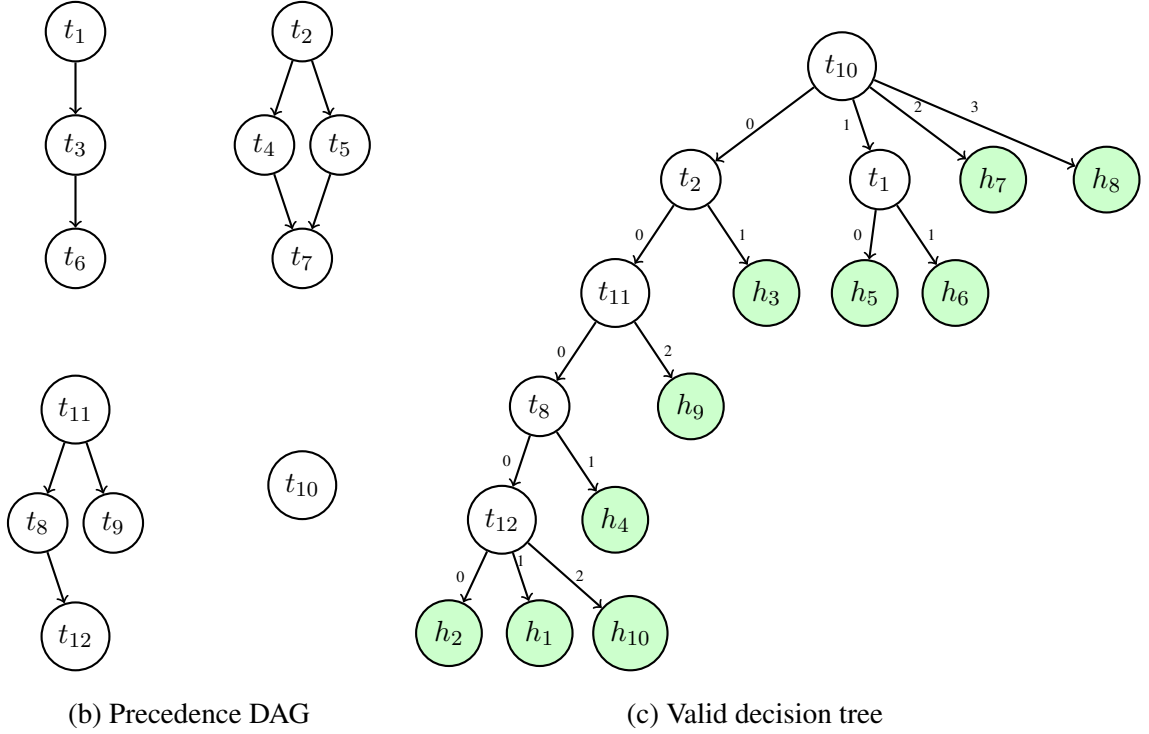 t1
t3
t6
t2
t4 t5
t7
t11
t8 t9
t12
t10
(b) Precedence DAG
t10
0 1 2 3
t2 t1 h7 h8
0 1 0 1
t11 h3 h5 h6
0 2
t8 h9
0 1
t12 h4
0 1 2
h2 h1 h10
(c) Valid decision tree